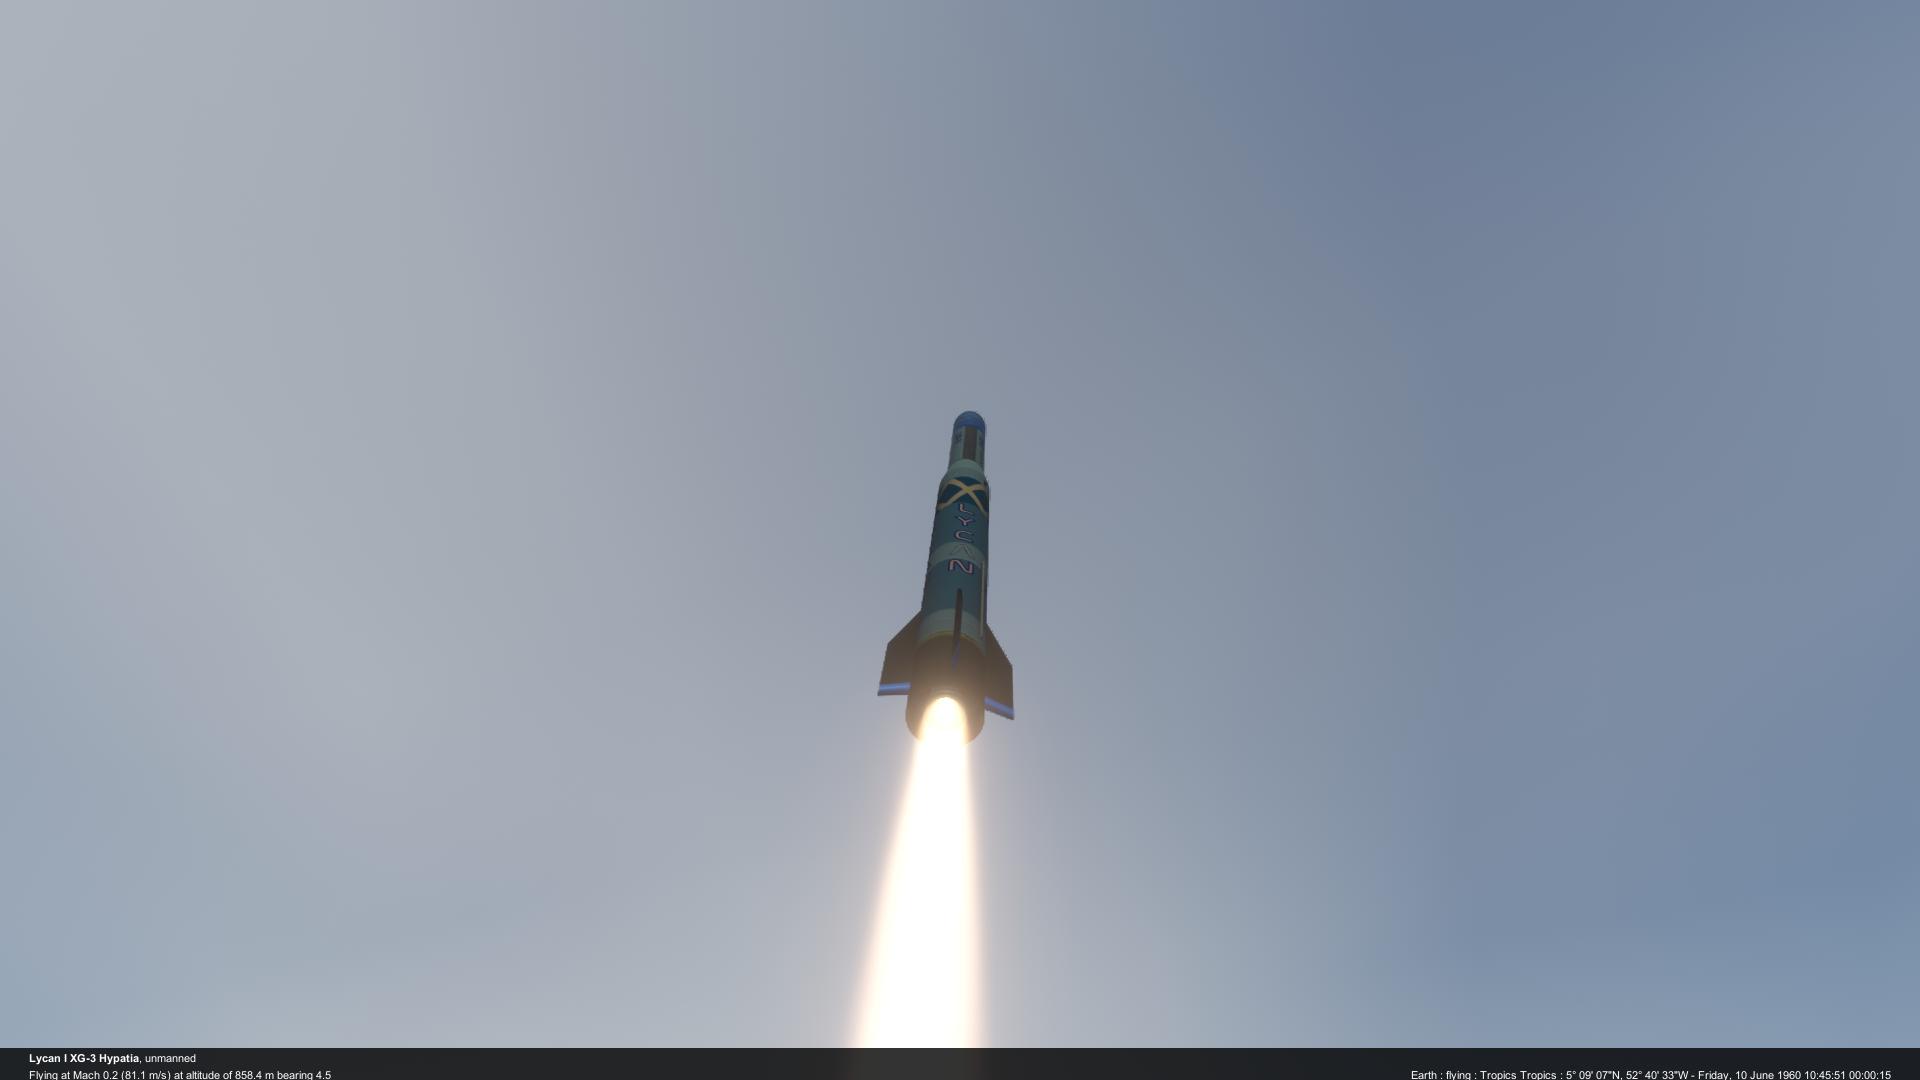 LYCAN
Lycan I XG-3 Hypatia, unmanned
Flying at Mach 0.2 (81.1 m/s) at altitude of 858.4 m bearing 4.5
Earth : flying : Tropics Tropics : 5° 09' 07"N, 52° 40' 33"W - Friday, 10 June 1960 10:45:51 00:00:15